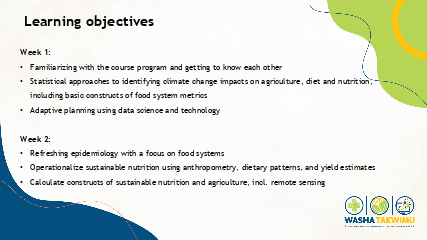 Learning objectives
Week 1:
• Familiarizing with the course program and getting to know each other
• Statistical approaches to identifying climate change impacts on agriculture, diet and nutrition,
including basic constructs of food system metrics
• Adaptive planning using data science and technology
Week 2:
• Refreshing epidemiology with a focus on food systems
• Operationalize sustainable nutrition using anthropometry, dietary patterns, and yield estimates
• Calculate constructs of sustainable nutrition and agriculture, incl. remote sensing
WASHA TAKWIMU